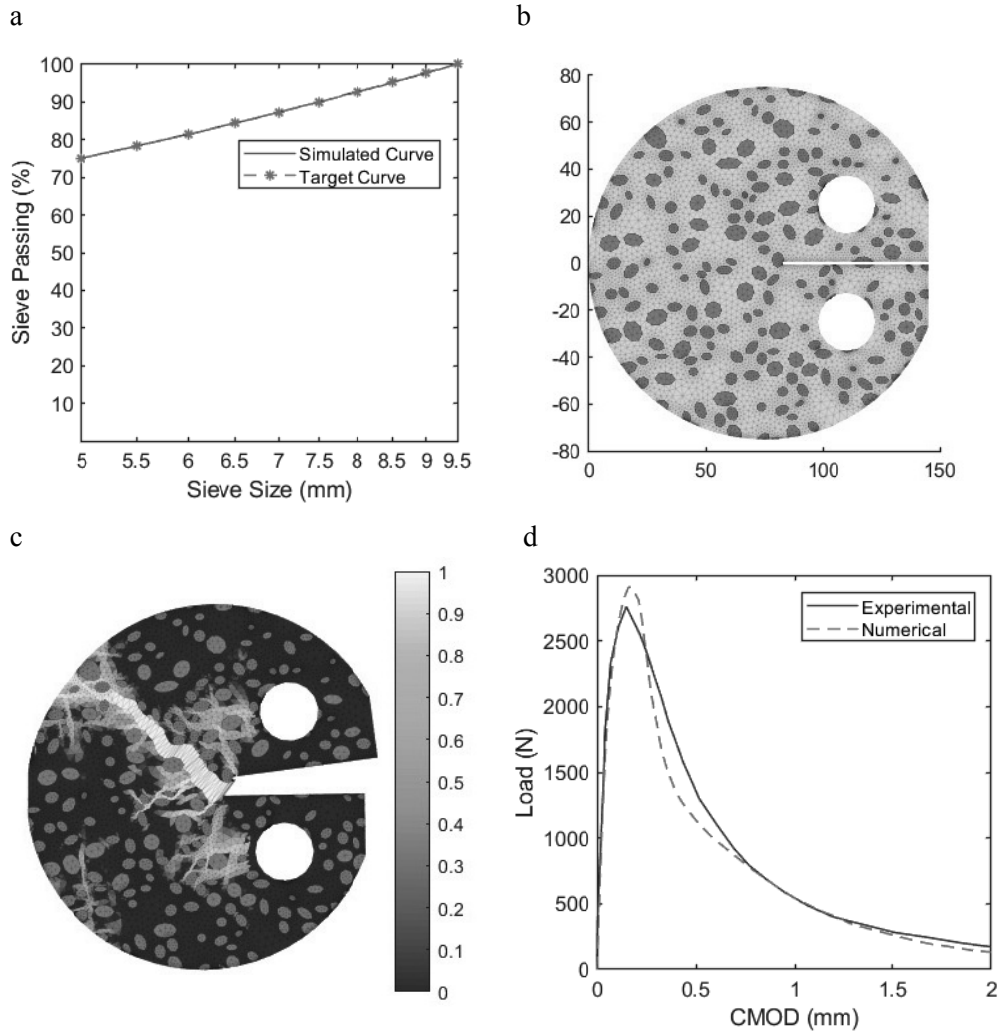 a
100
90
80
70
60
50
40
30
20
10
Sieve Passing (%)
Simulated Curve
Target Curve
5 5.5 6 6.5 7 7.5 8 8.5 9 9.5
Sieve Size (mm)
b
80
60
40
20
0
-20
-40
-60
-80
0 50 100 150
c
1
0.9
0.8
0.7
0.6
0.5
0.4
0.3
0.2
0.1
0
d
3000
2500
2000
1500
1000
500
0
Load (N)
Experimental
Numerical
0 0.5 1 1.5 2
CMOD (mm)